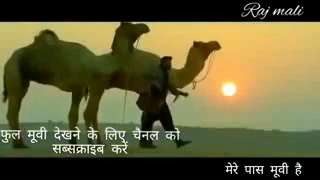 Raj mali
फुल मूवी देखने के लिए चैनल को
सब्सक्राइब करें
मेरे पास मूवी है